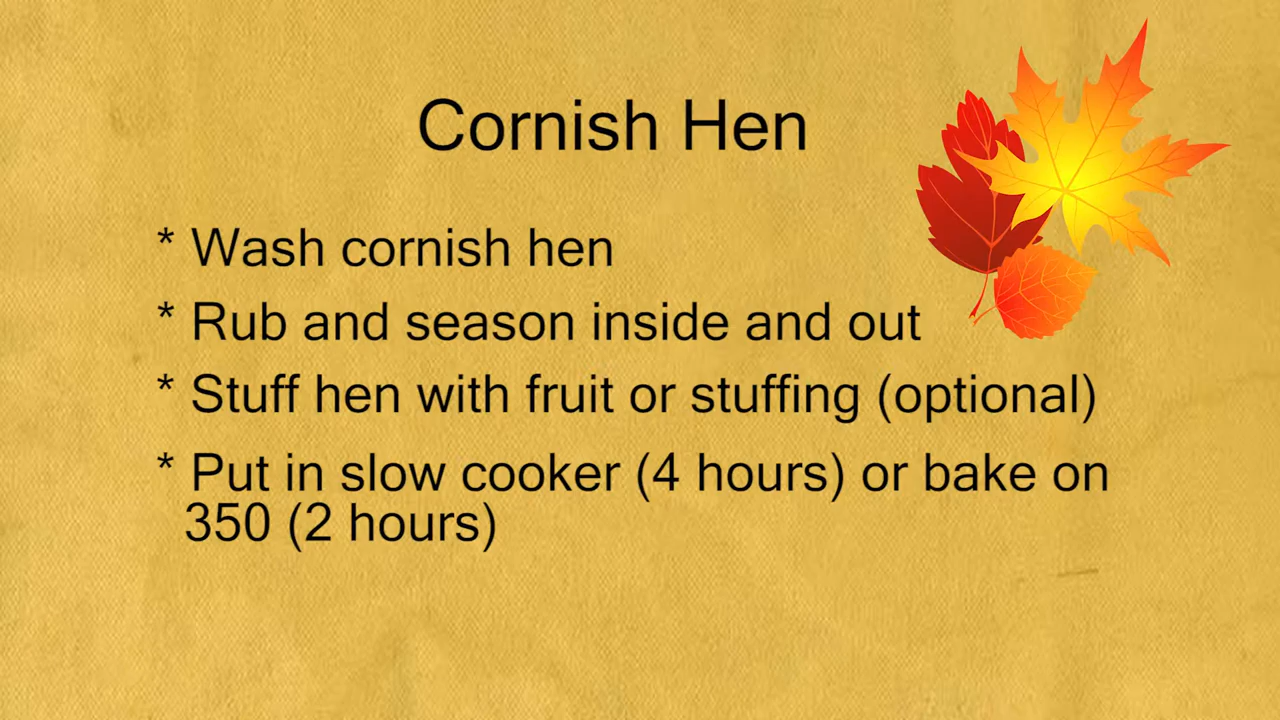 Cornish Hen
* Wash cornish hen
* Rub and season inside and out
* Stuff hen with fruit or stuffing (optional)
* Put in slow cooker (4 hours) or bake on
350 (2 hours)